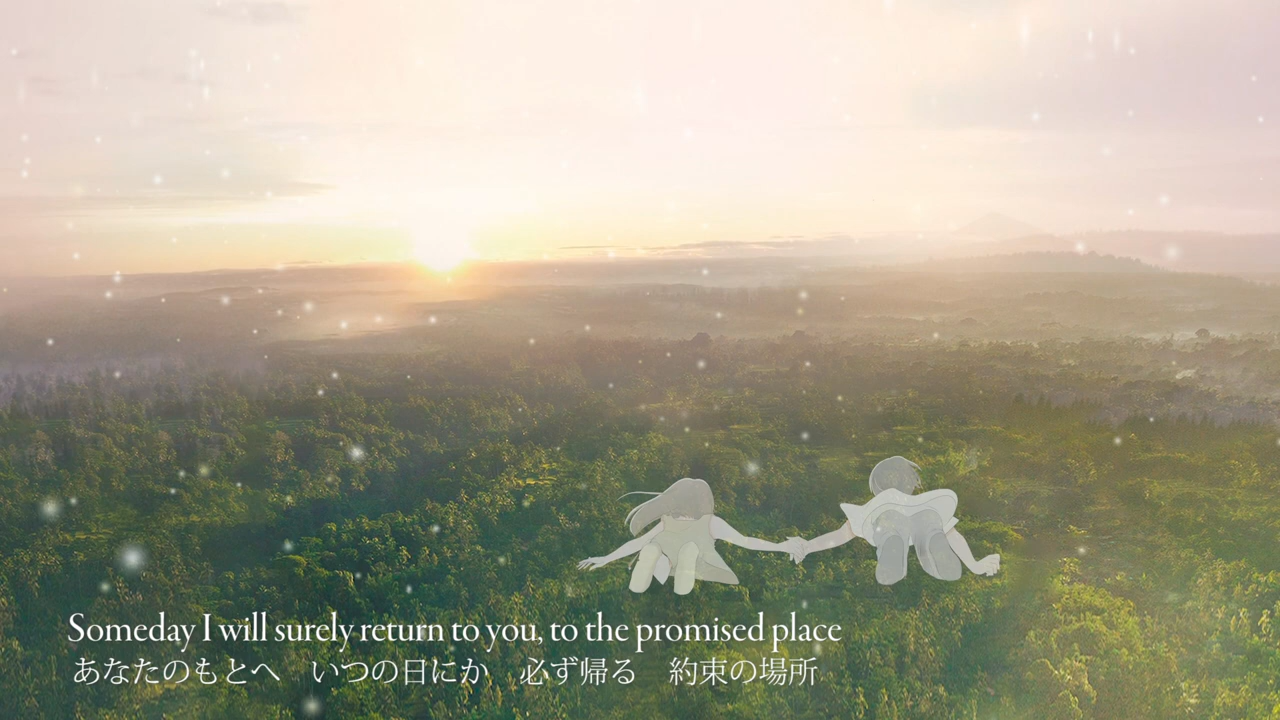 Someday I will surely return to you, to the promised place
あなたのもとへ　いつの日にか　必ず帰る　約束の場所